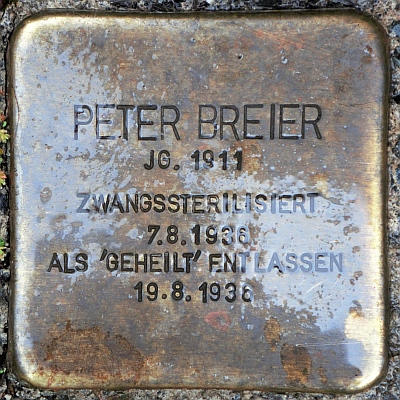 PETER BREIER
JG. 1911
ZWANGSSTERILISIERT
7.8.1936
ALS 'GEHEILT' ENTLASSEN
19.8.1936